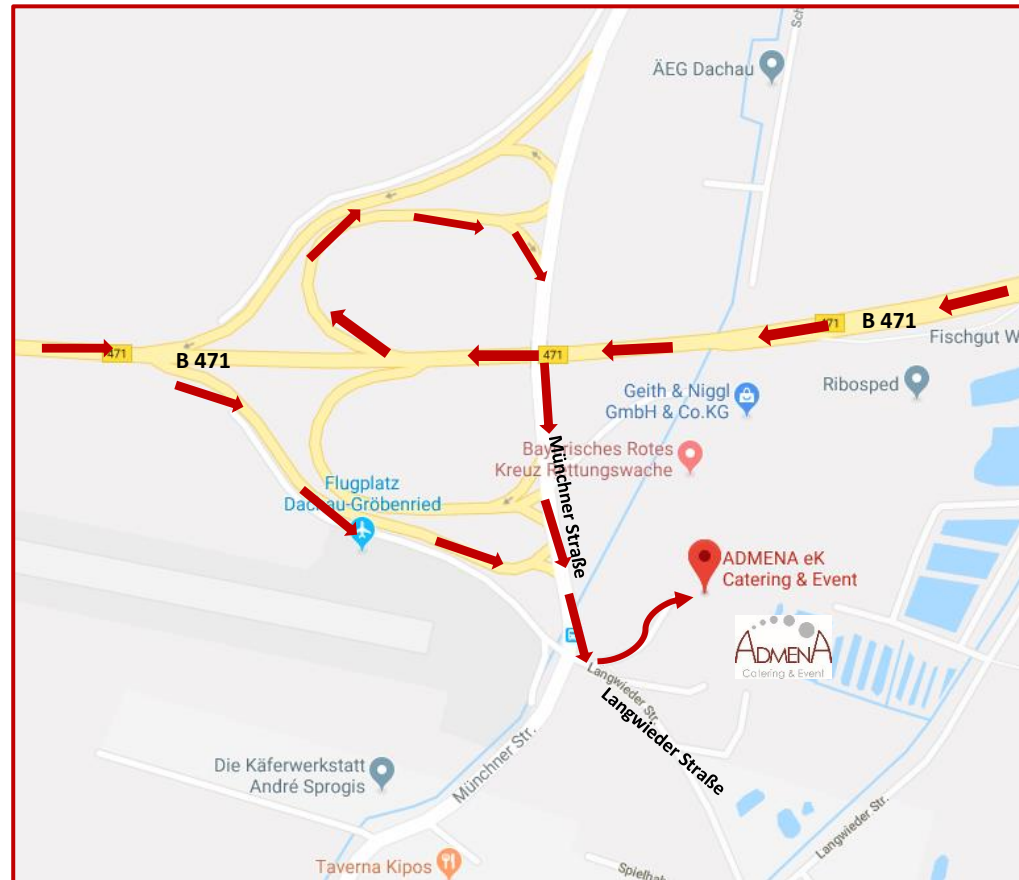 Sch
ÄEG Dachau
471
B 471
Fischgut W
471
B 471
471
Geith & Niggl
GmbH & Co.KG
Ribosped
Bayerisches Rotes
Kreuz Rettungswache
Münchner Straße
Flugplatz
Dachau-Gröbenried
ADMENA eK
Catering & Event
ADMENA
Catering & Event
Langwieder Str.
Langwieder Straße
Münchner Str.
Die Käferwerkstatt
André Sprogis
Langwieder Str.
Taverna Kipos
Spielha